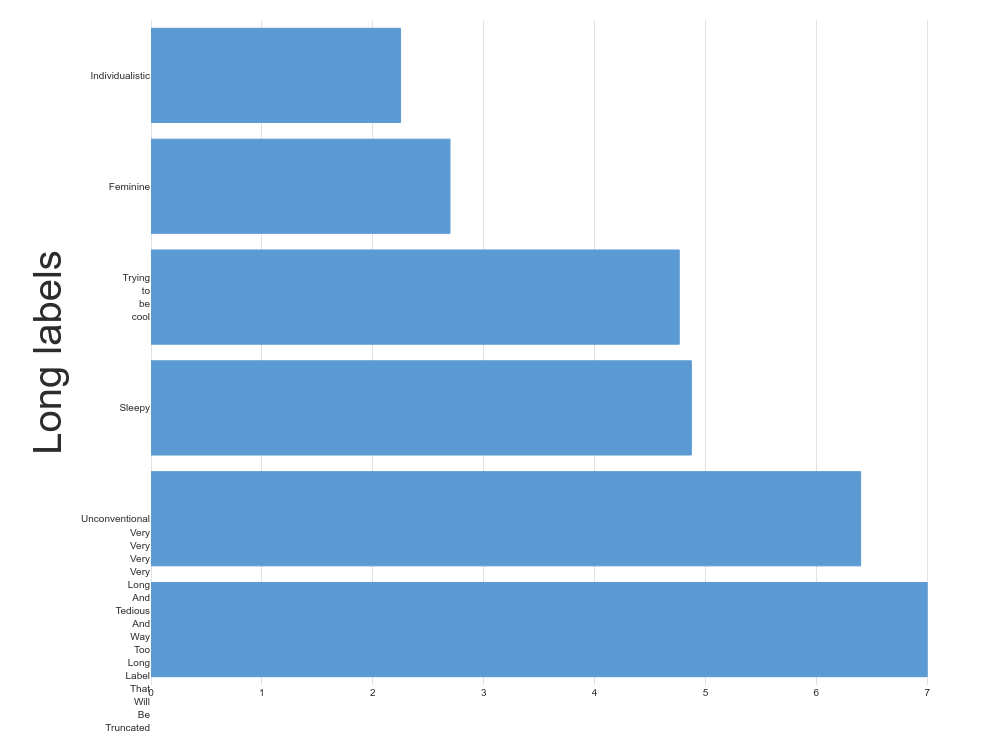 Long labels
Individualistic
Feminine
Trying
to
be
cool
Sleepy
Unconventional
Very
Very
Very
Very
Long
And
Tedious
And
Way
Too
Long
Label
That
Will
Be
Truncated
0 1 2 3 4 5 6 7